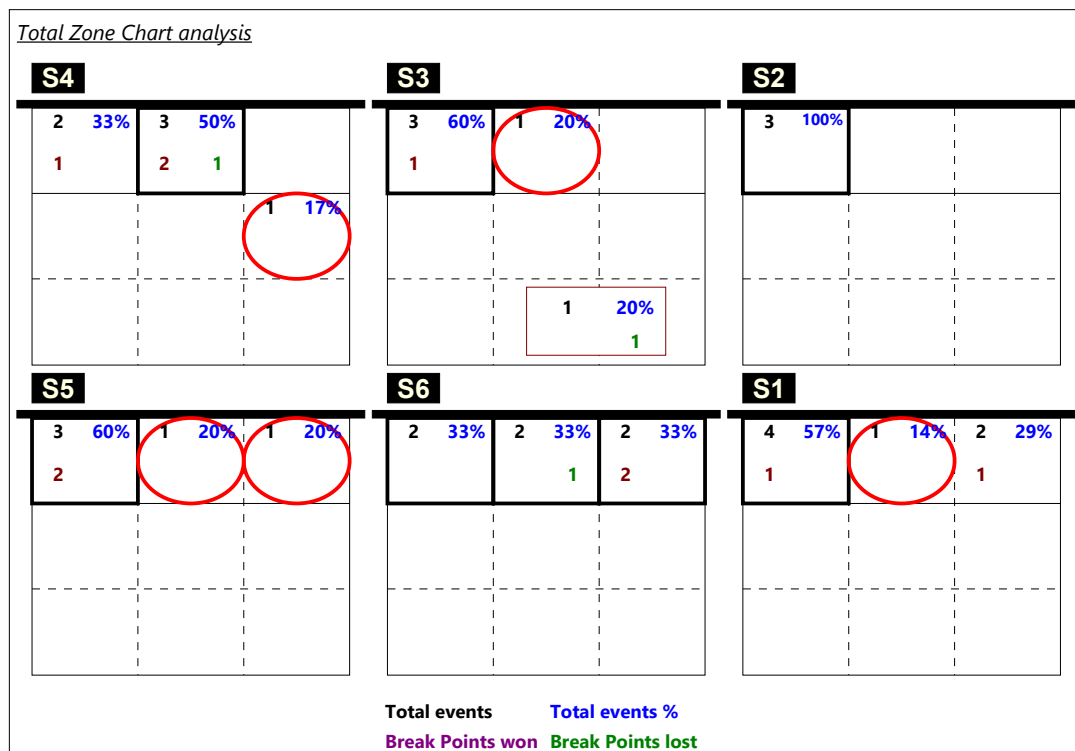 Total Zone Chart analysis
S4 S3 S2
2 33% 3 50% 3 60% 1 20% 3 100%
1 2 1 1
1 17%
1 20%
1
S5 S6 S1
3 60% 1 20% 1 20% 2 33% 2 33% 2 33% 4 57% 1 14% 2 29%
2 1 2 1 1
Total events Total events %
Break Points won Break Points lost